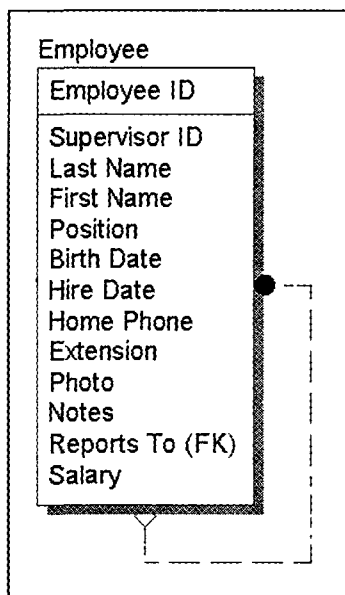 Employee
Employee ID
Supervisor ID
Last Name
First Name
Position
Birth Date
Hire Date
Home Phone
Extension
Photo
Notes
Reports To (FK)
Salary